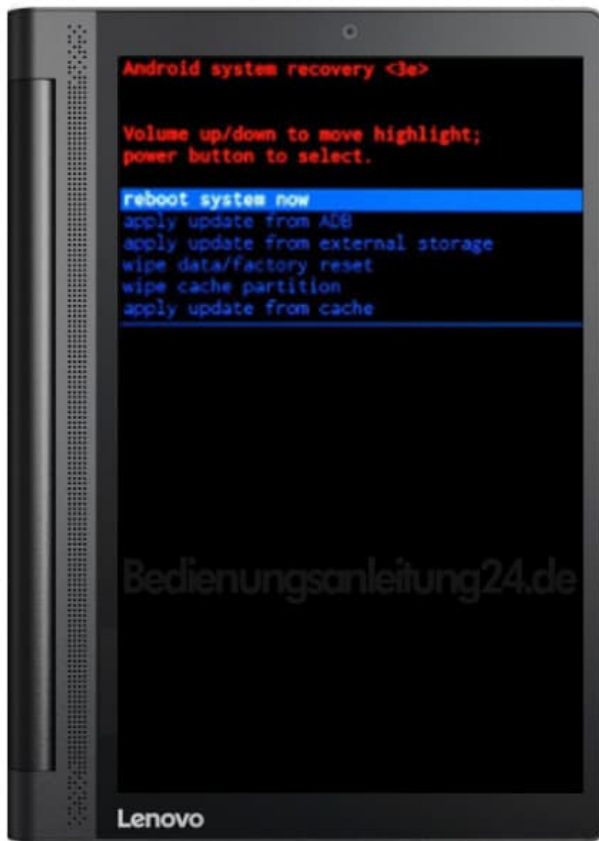 Android system recovery <3e>
Volume up/down to move highlight;
power button to select.
reboot system now
apply update from ADB
apply update from external storage
wipe data/factory reset
wipe cache partition
apply update from cache
Bedienungsanleitung24.de
Lenovo